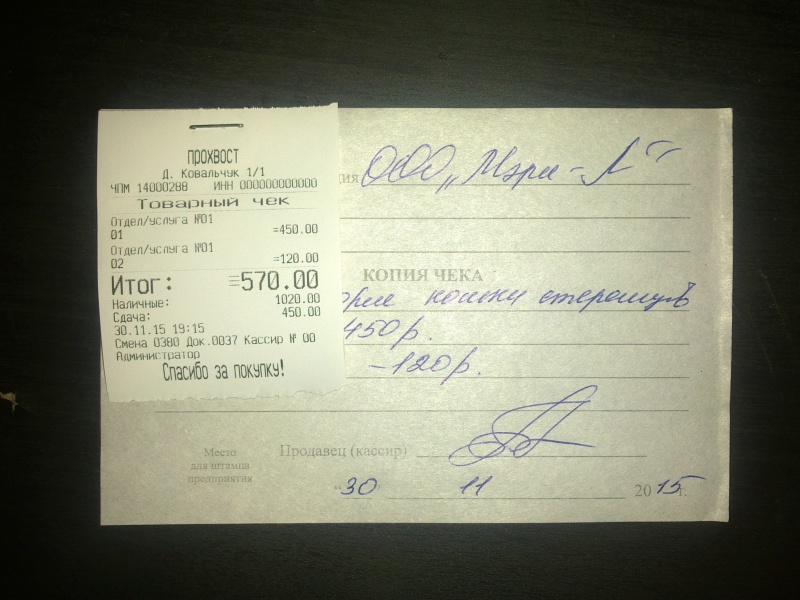 ПРОХВОСТ
Д. Ковальчук 1/1
ЧПМ 14000288 ИНН 000000000000
Товарный чек
Отдел/услуга №01
01 =450.00
Отдел/услуга №01
02 =120.00
Итог: =570.00
Наличные: 1020.00
Сдача: 450.00
30.11.15 19:15
Смена 0380 Док.0037 Кассир № 00
Администратор
Спасибо за покупку!
ООО "Мэри-Л"
КОПИЯ ЧЕКА
кошки
450р.
-120р.
Место
для штампа
предприятия
Продавец (кассир)
"30" 11 2015г.